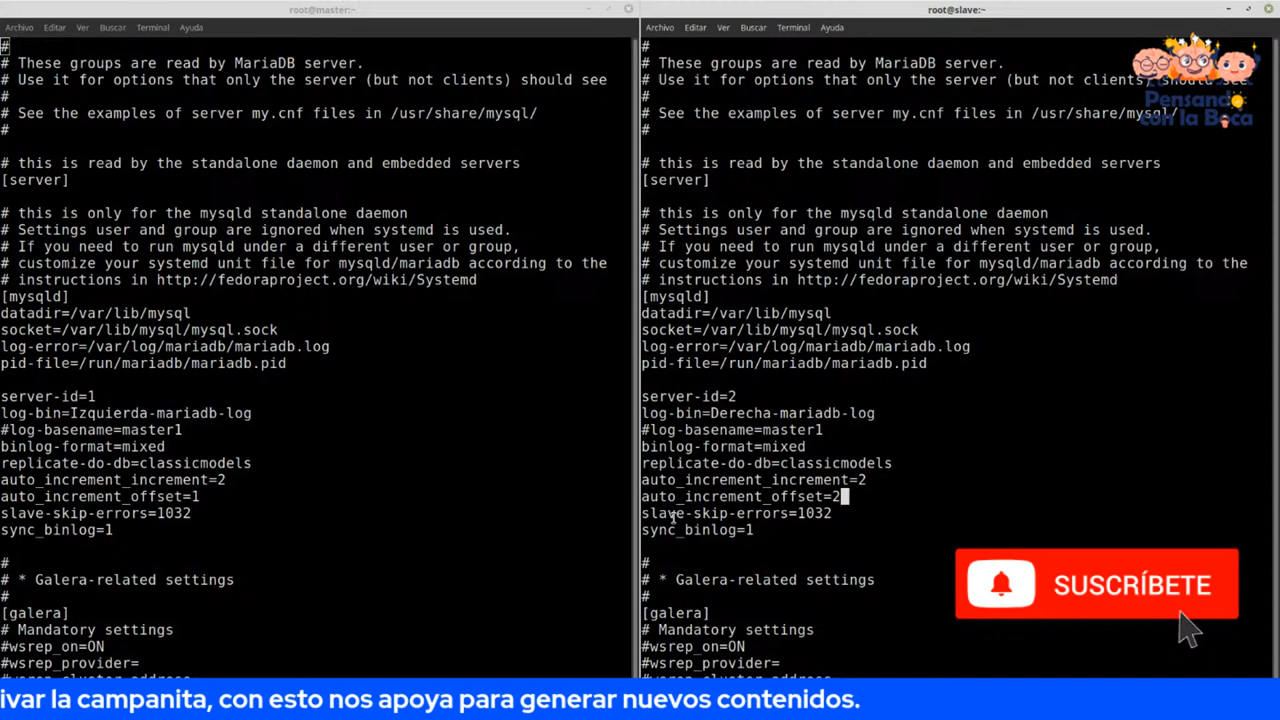 root@master:~
Archivo Editar Ver Buscar Terminal Ayuda
#
# These groups are read by MariaDB server.
# Use it for options that only the server (but not clients) should see
#
# See the examples of server my.cnf files in /usr/share/mysql/
#
# this is read by the standalone daemon and embedded servers
[server]
# this is only for the mysqld standalone daemon
# Settings user and group are ignored when systemd is used.
# If you need to run mysqld under a different user or group,
# customize your systemd unit file for mysqld/mariadb according to the
# instructions in http://fedoraproject.org/wiki/Systemd
[mysqld]
datadir=/var/lib/mysql
socket=/var/lib/mysql/mysql.sock
log-error=/var/log/mariadb/mariadb.log
pid-file=/run/mariadb/mariadb.pid
server-id=1
log-bin=Izquierda-mariadb-log
#log-basename=master1
binlog-format=mixed
replicate-do-db=classicmodels
auto_increment_increment=2
auto_increment_offset=1
slave-skip-errors=1032
sync_binlog=1
#
# * Galera-related settings
#
[galera]
# Mandatory settings
#wsrep_on=ON
#wsrep_provider=
root@slave:~
Archivo Editar Ver Buscar Terminal Ayuda
#
# These groups are read by MariaDB server.
# Use it for options that only the server (but not clients) should see
#
# See the examples of server my.cnf files in /usr/share/mysql/
#
# this is read by the standalone daemon and embedded servers
[server]
# this is only for the mysqld standalone daemon
# Settings user and group are ignored when systemd is used.
# If you need to run mysqld under a different user or group,
# customize your systemd unit file for mysqld/mariadb according to the
# instructions in http://fedoraproject.org/wiki/Systemd
[mysqld]
datadir=/var/lib/mysql
socket=/var/lib/mysql/mysql.sock
log-error=/var/log/mariadb/mariadb.log
pid-file=/run/mariadb/mariadb.pid
server-id=2
log-bin=Derecha-mariadb-log
#log-basename=master1
binlog-format=mixed
replicate-do-db=classicmodels
auto_increment_increment=2
auto_increment_offset=2
slave-skip-errors=1032
sync_binlog=1
#
# * Galera-related settings
#
[galera]
# Mandatory settings
#wsrep_on=ON
#wsrep_provider=
Pensando
con la Boca
SUSCRÍBETE
ivar la campanita, con esto nos apoya para generar nuevos contenidos.